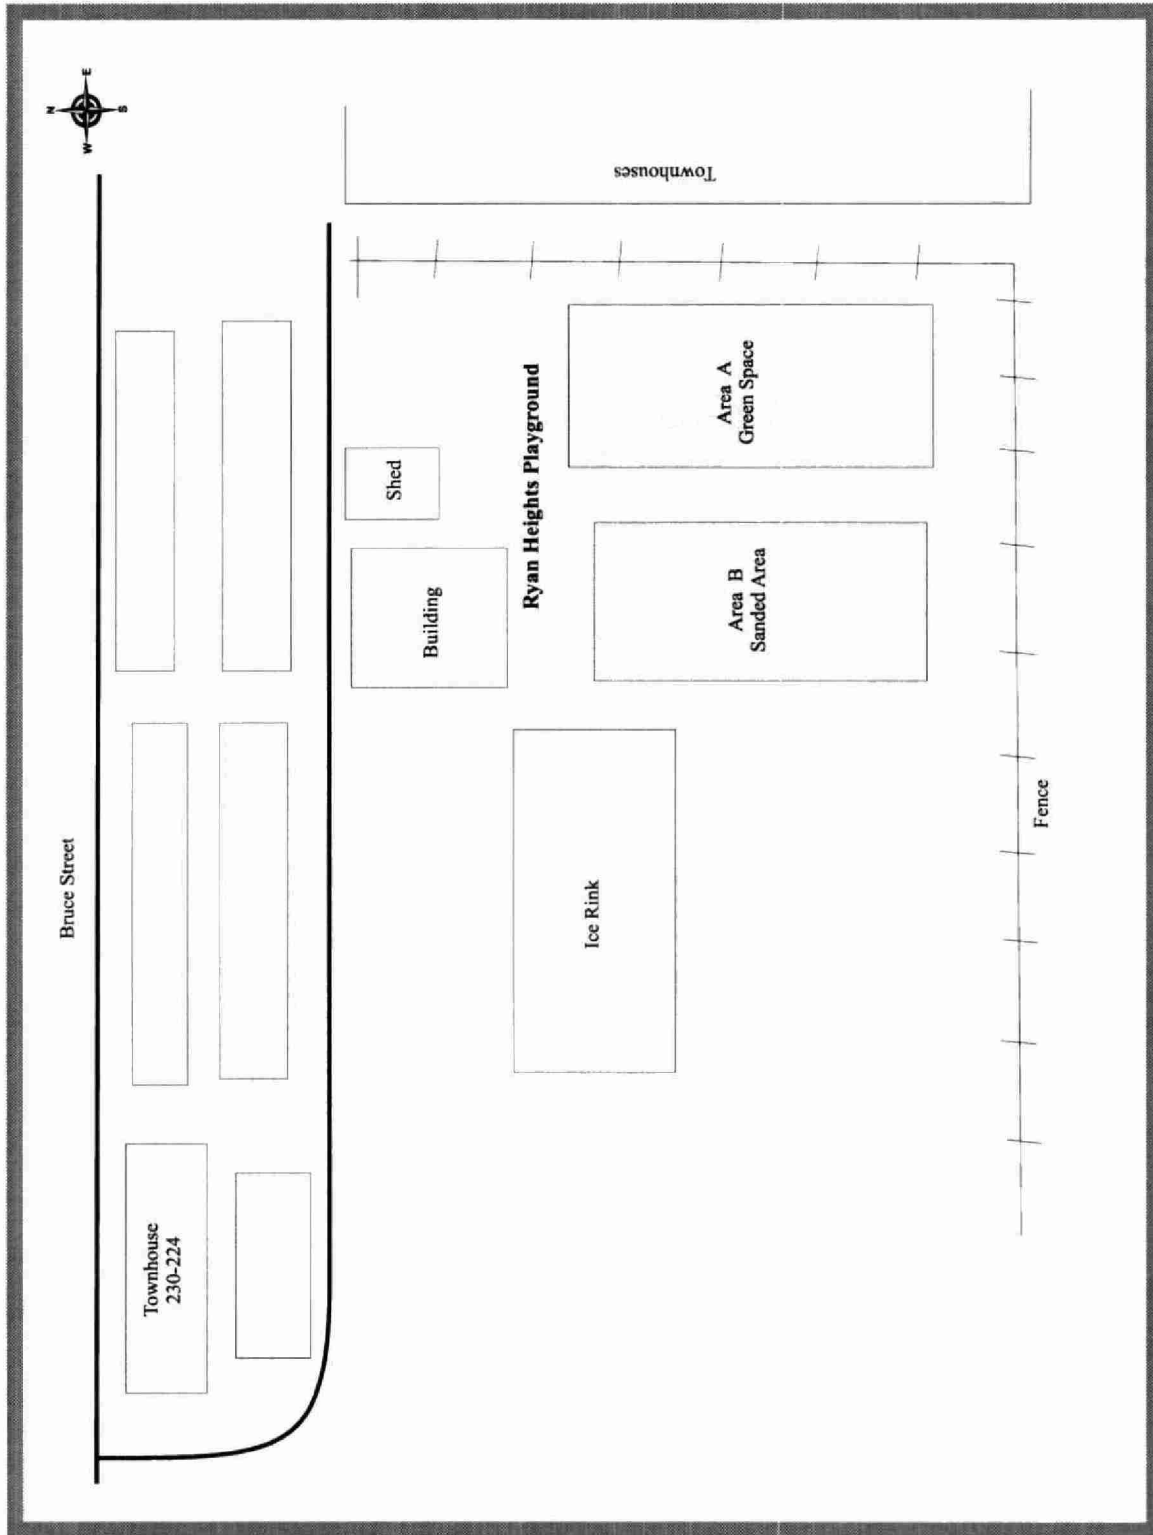 N
W
E
S
Bruce Street
Townhouse
230-224
Building
Shed
Ryan Heights Playground
Ice Rink
Area B
Sanded Area
Area A
Green Space
Townhouses
Fence